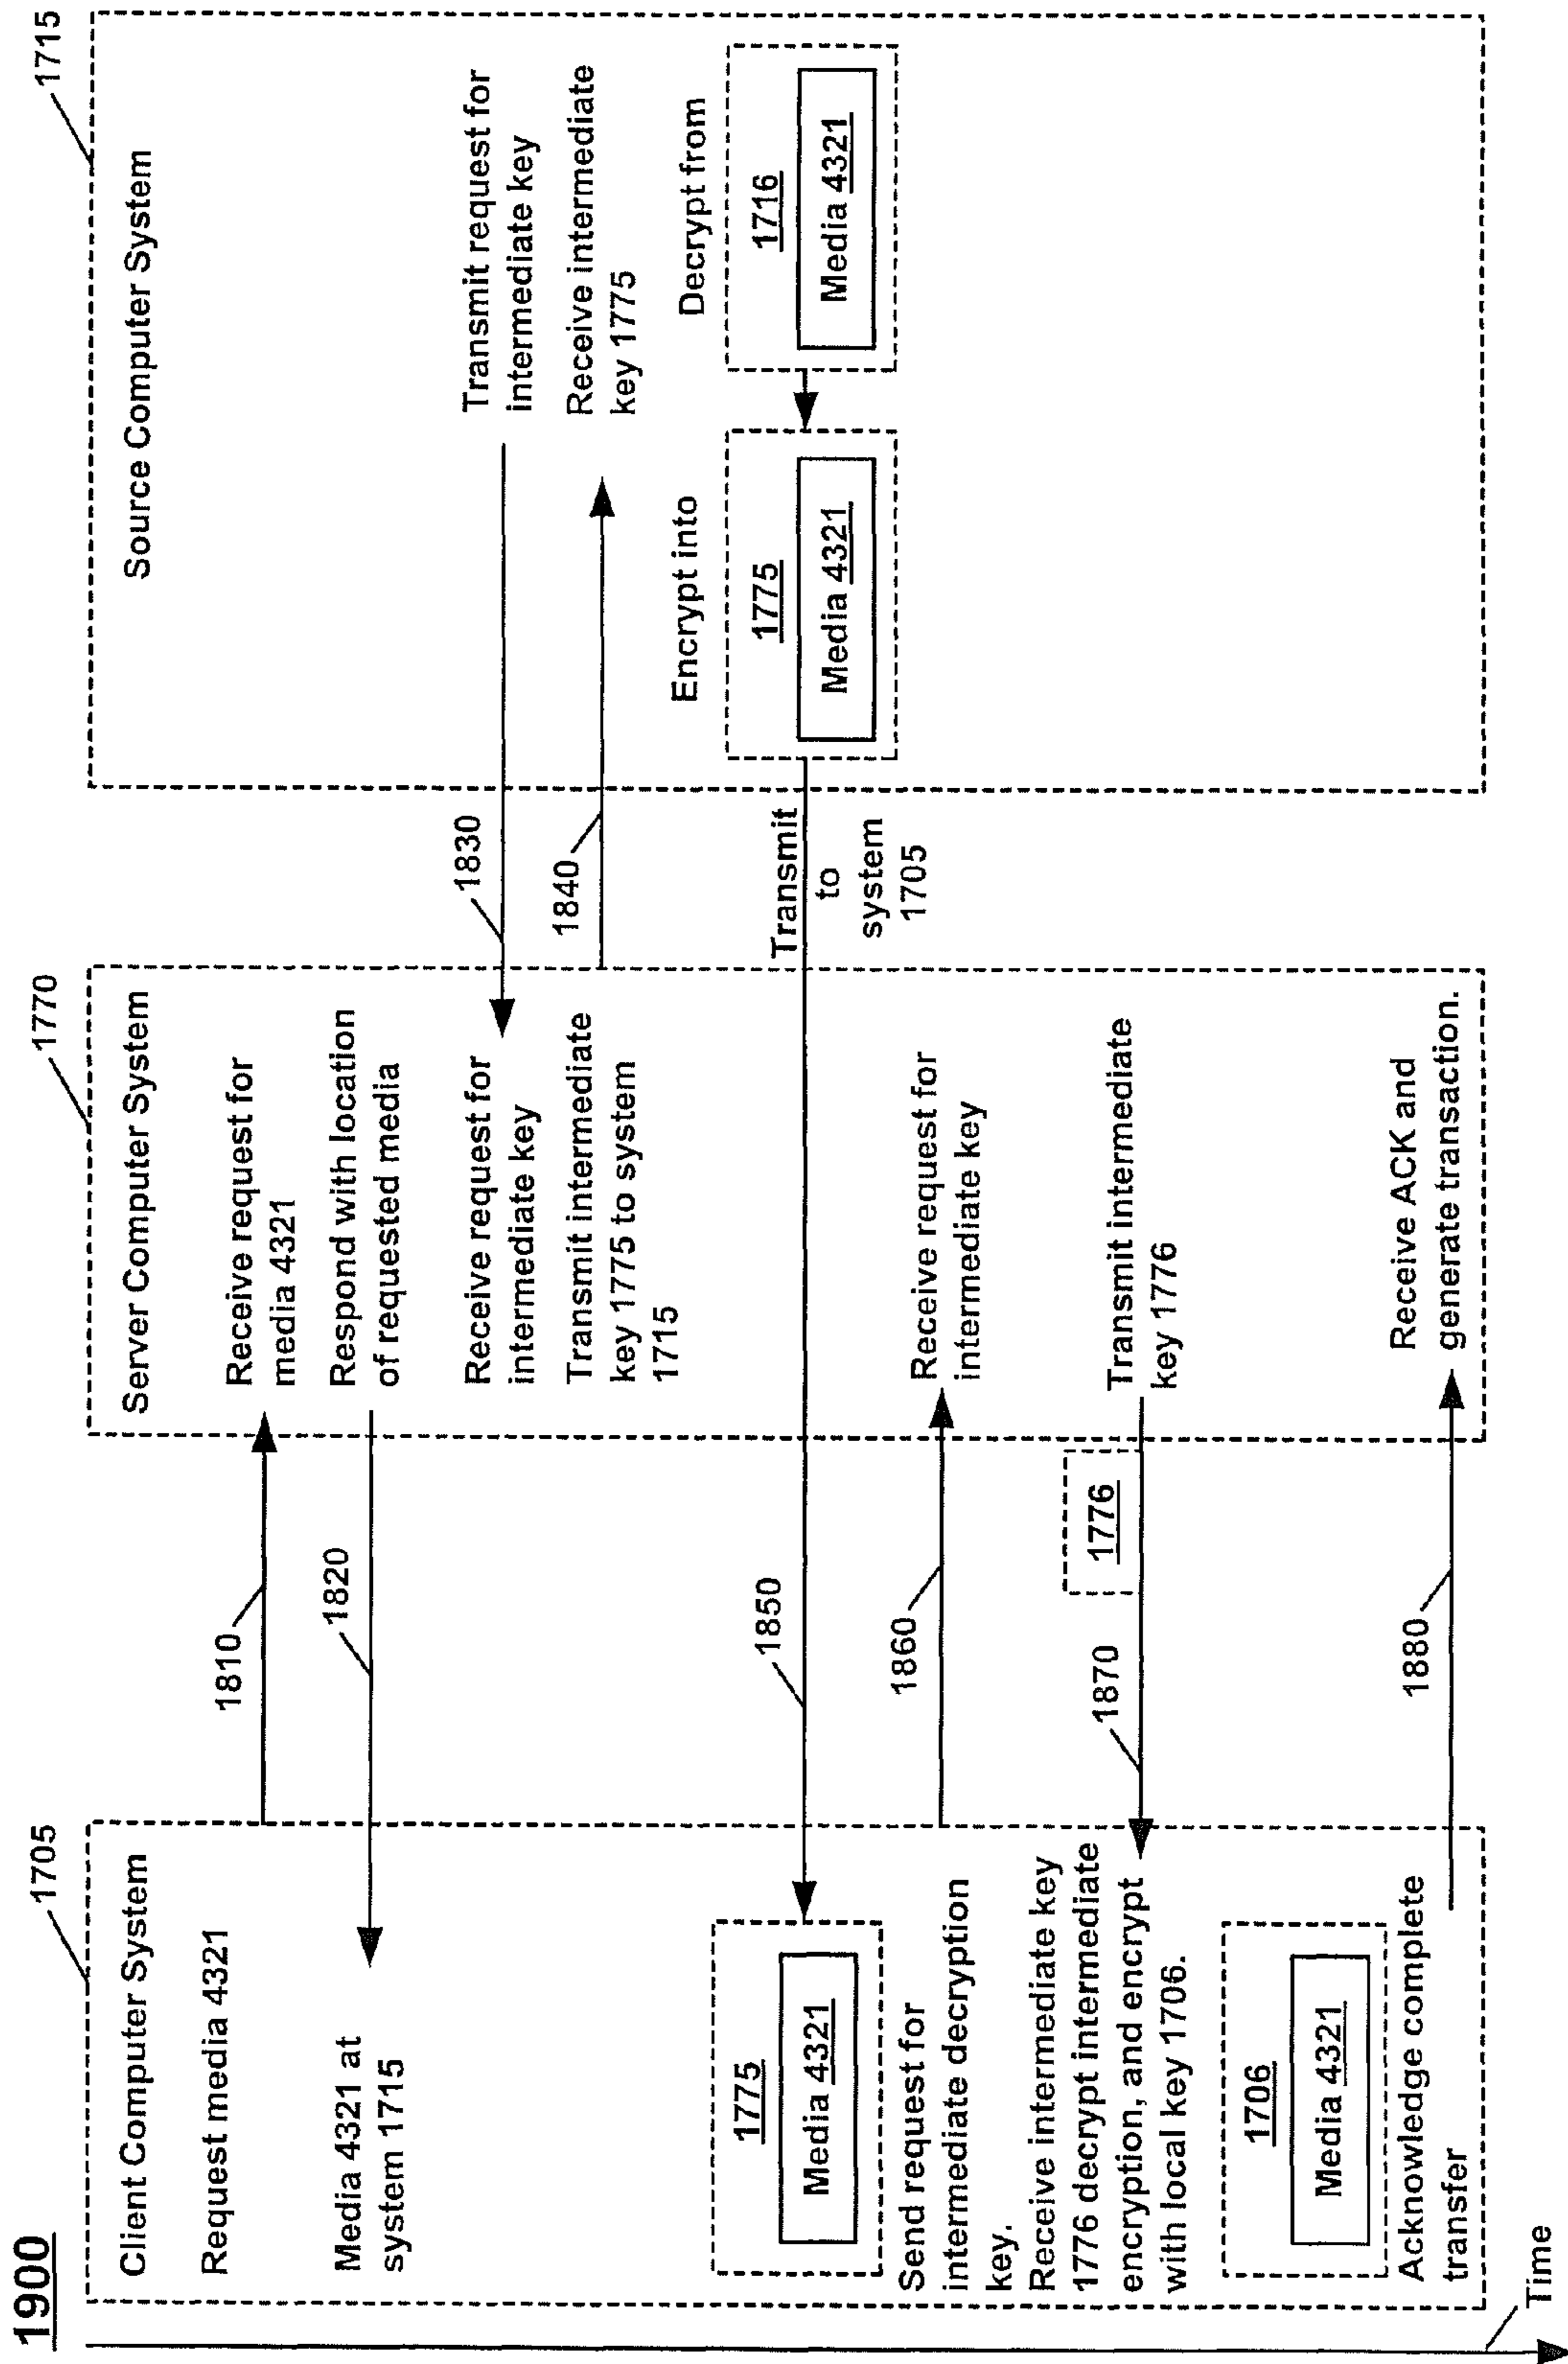 1900
1705
Client Computer System
Request media 4321
Media 4321 at
system 1715
1775
Media 4321
Send request for
intermediate decryption
key.
Receive intermediate key
1776 decrypt intermediate
encryption, and encrypt
with local key 1706.
1706
Media 4321
Acknowledge complete
transfer
Time
1810
1820
1850
1860
1870
1776
1880
1770
Server Computer System
Receive request for
media 4321
Respond with location
of requested media
Receive request for
intermediate key
Transmit intermediate
key 1775 to system
1715
Receive request for
intermediate key
Transmit intermediate
key 1776
Receive ACK and
generate transaction.
1830
1840
Transmit
to
system
1705
1715
Source Computer System
Transmit request for
intermediate key
Receive intermediate
key 1775
Encrypt into
1775
Media 4321
Decrypt from
1716
Media 4321